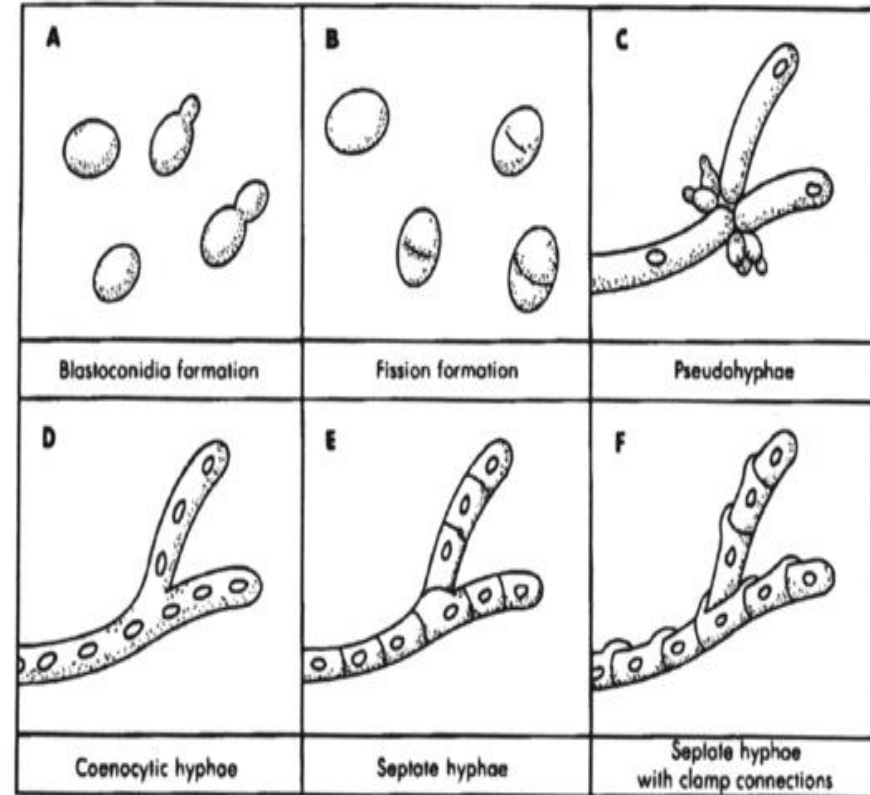 A
B
C
Blastoconidia formation
Fission formation
Pseudohyphae
D
E
F
Coenocytic hyphae
Septate hyphae
Septate hyphae
with clamp connections